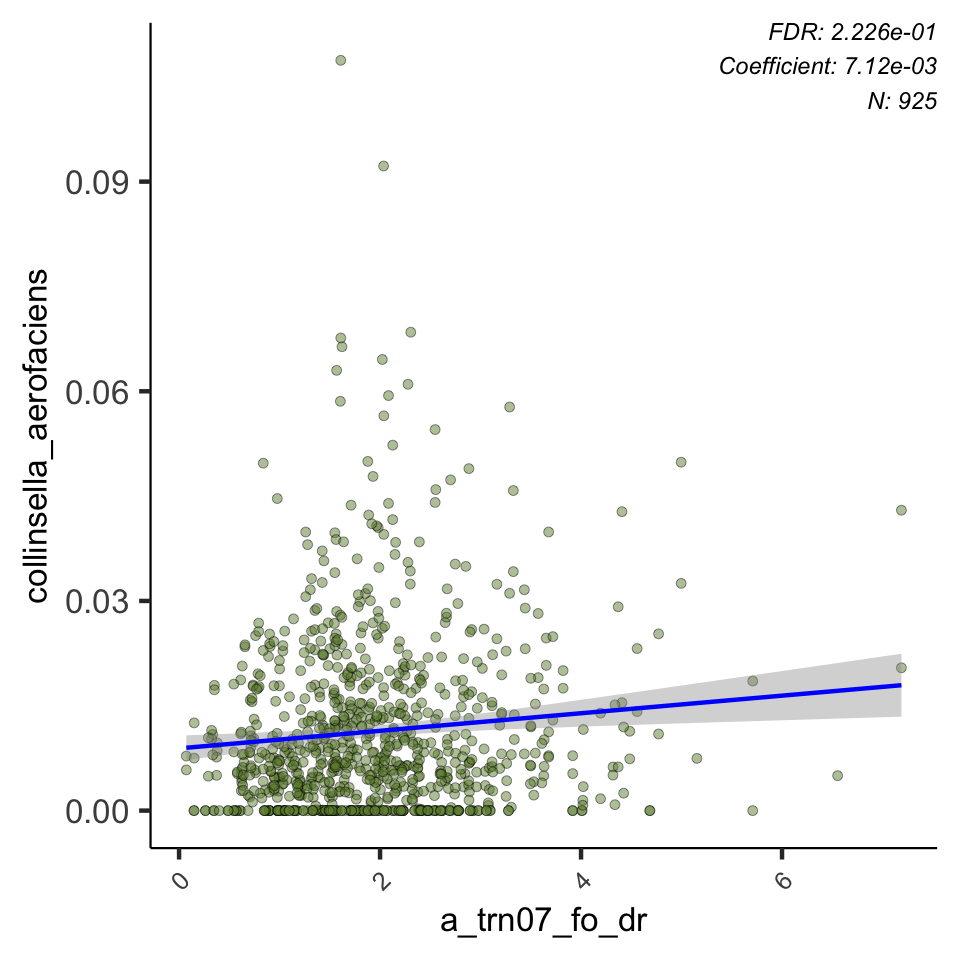 FDR: 2.226e-01
Coefficient: 7.12e-03
N: 925
collinsella_aerofaciens
0.09
0.06
0.03
0.00
0
2
4
6
a_trn07_fo_dr